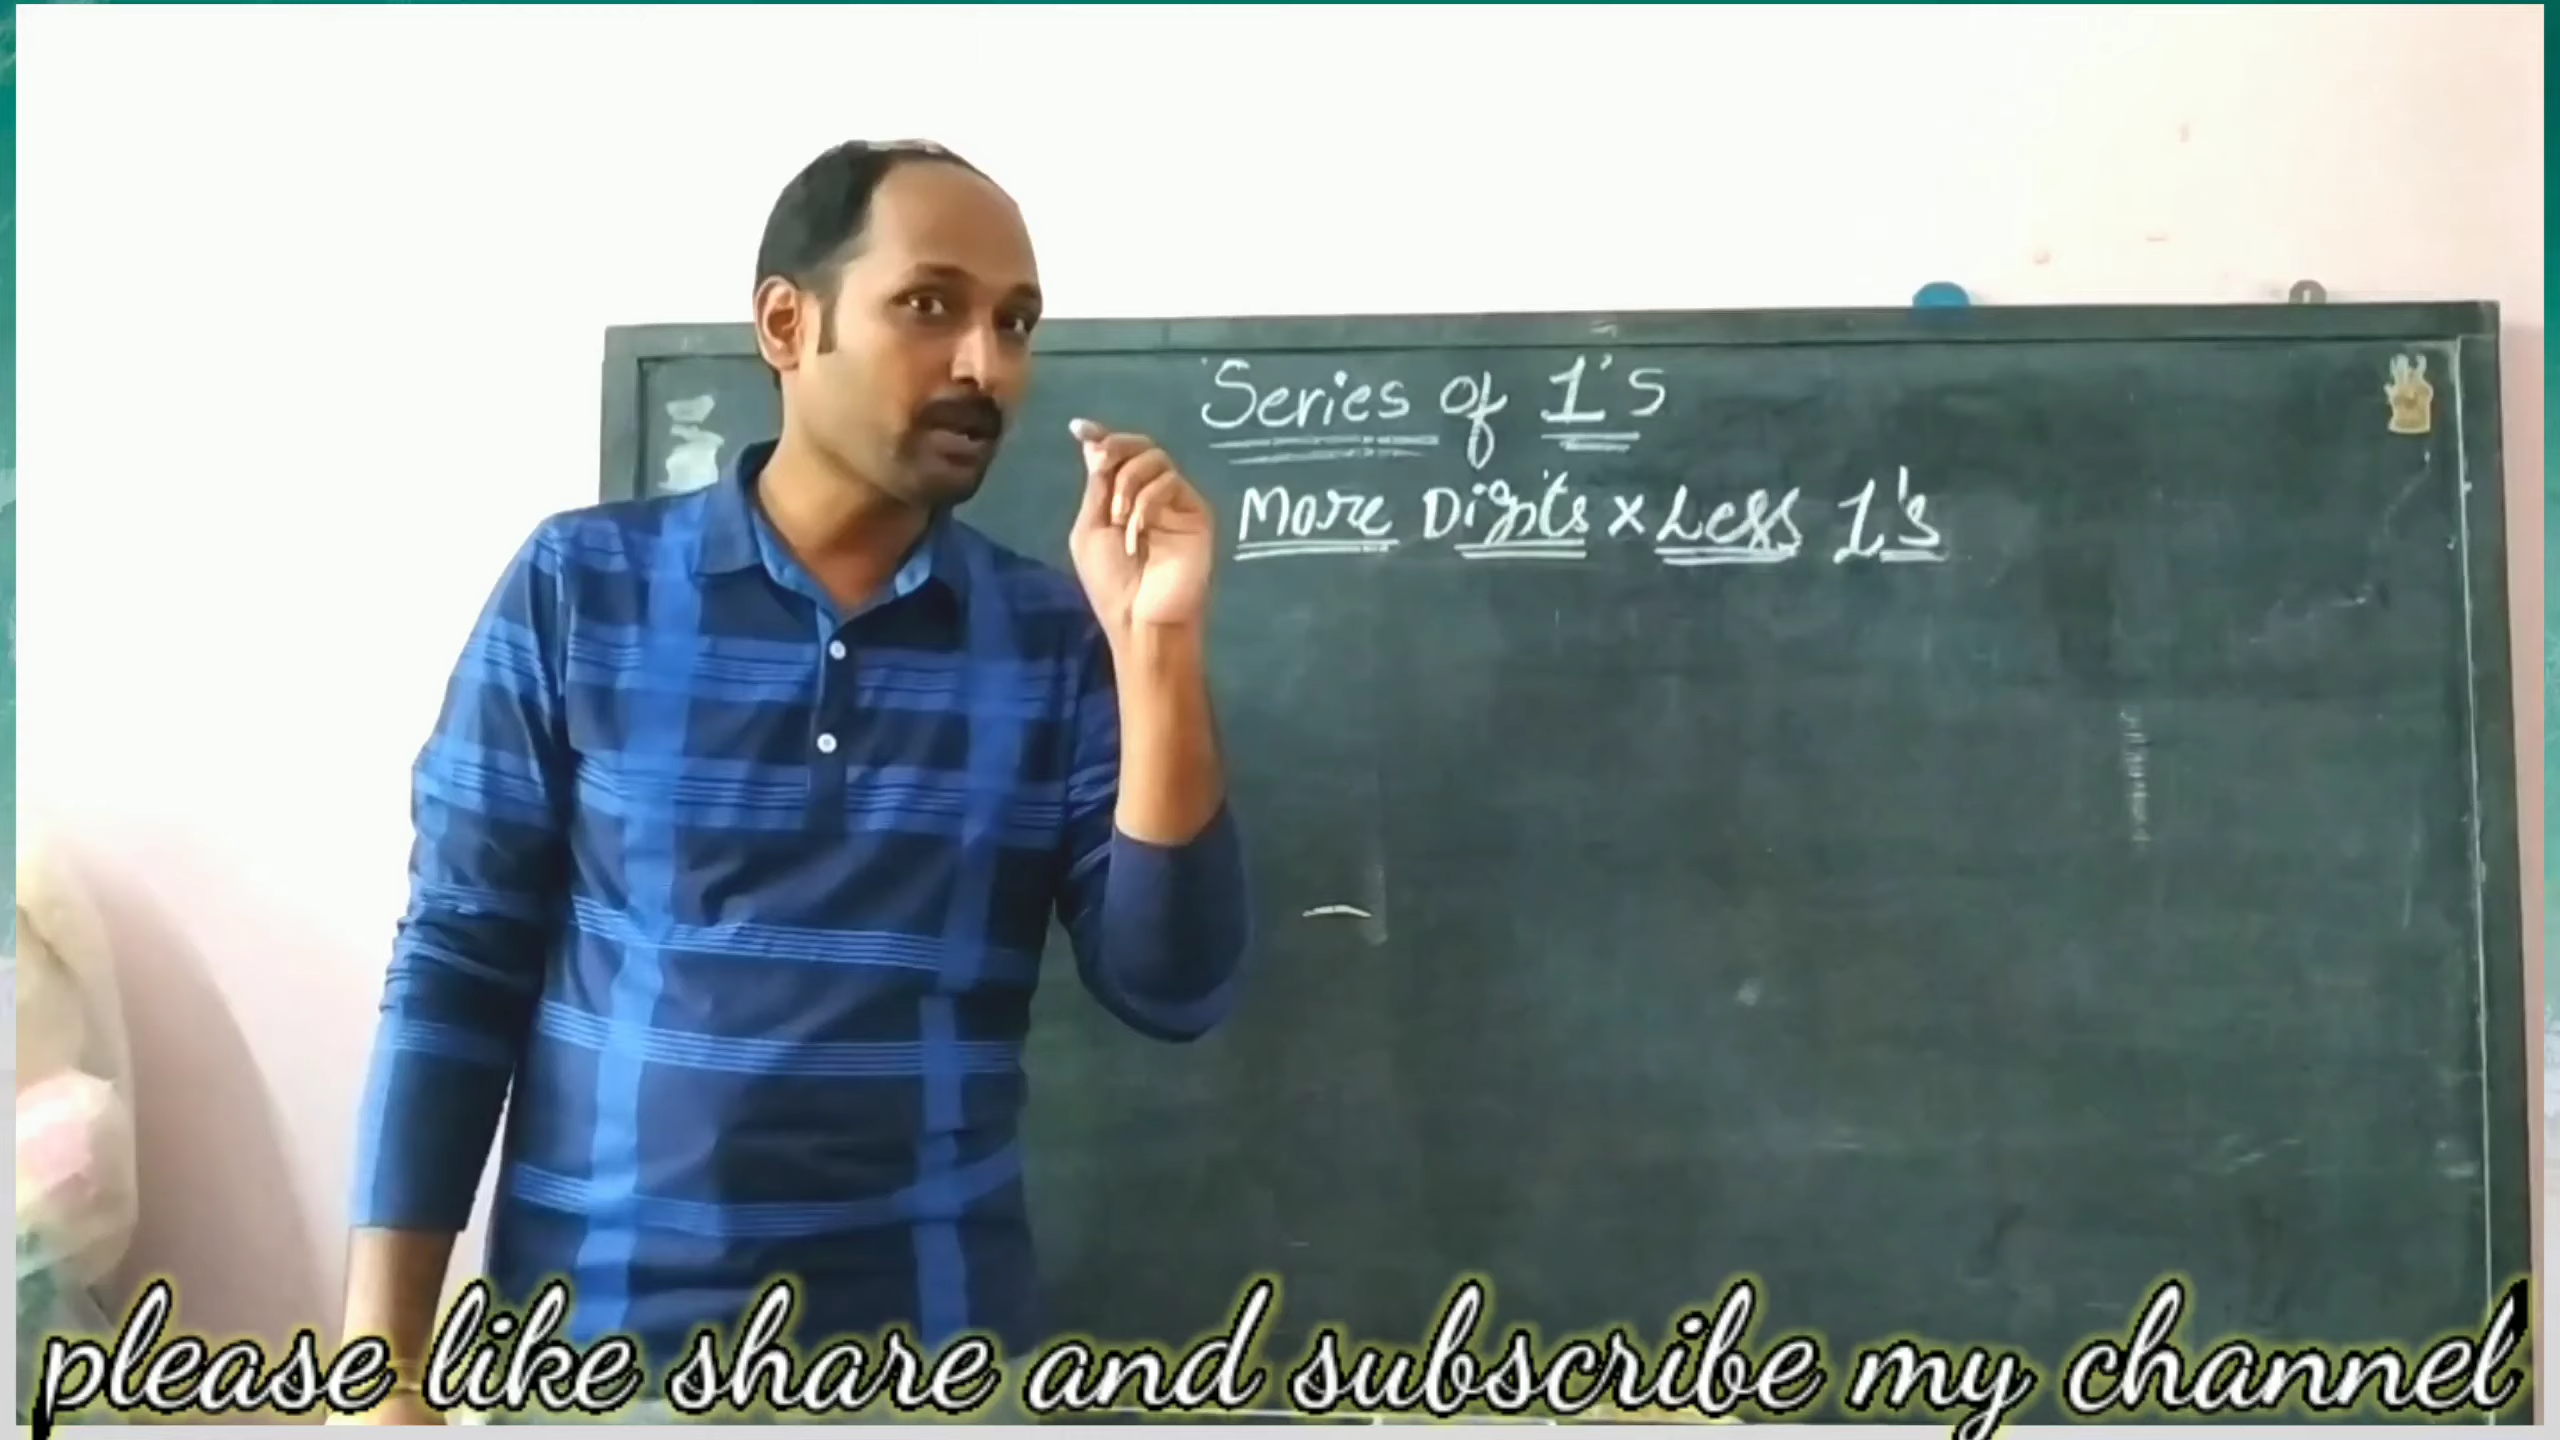 Series of 1's
More Digits × Less 1's
please like share and subscribe my channel